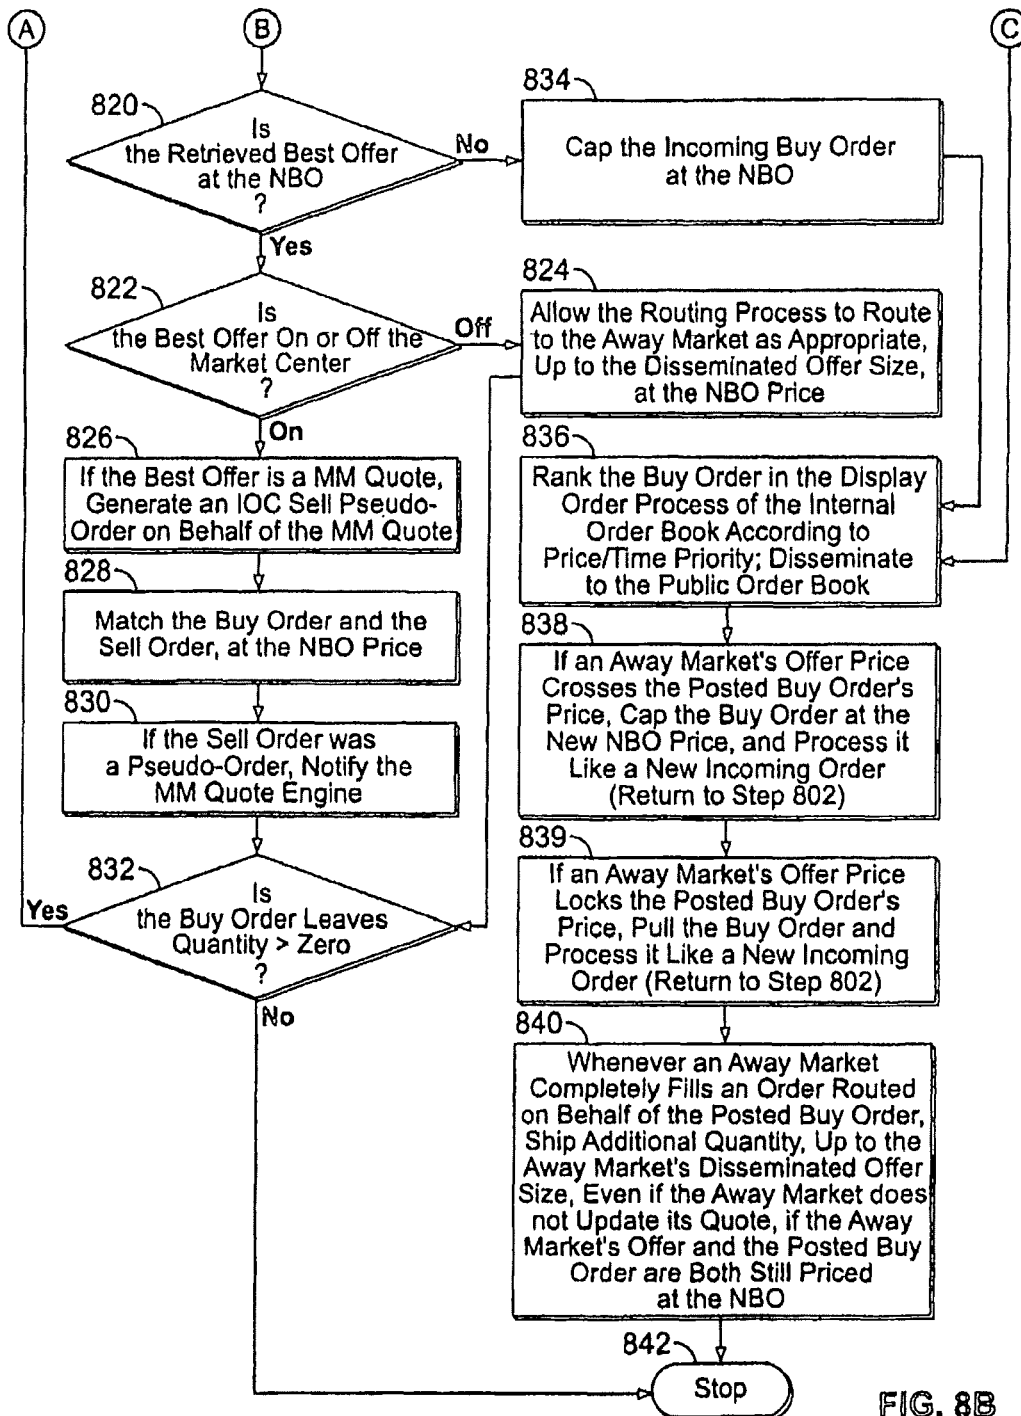 A
B
C
820
Is
the Retrieved Best Offer
at the NBO
?
No
Yes
834
Cap the Incoming Buy Order
at the NBO
822
Is
the Best Offer On or Off the
Market Center
?
Off
On
824
Allow the Routing Process to Route
to the Away Market as Appropriate,
Up to the Disseminated Offer Size,
at the NBO Price
826
If the Best Offer is a MM Quote,
Generate an IOC Sell Pseudo-
Order on Behalf of the MM Quote
828
Match the Buy Order and the
Sell Order, at the NBO Price
830
If the Sell Order was
a Pseudo-Order, Notify the
MM Quote Engine
832
Is
the Buy Order Leaves
Quantity > Zero
?
Yes
No
836
Rank the Buy Order in the Display
Order Process of the Internal
Order Book According to
Price/Time Priority; Disseminate
to the Public Order Book
838
If an Away Market's Offer Price
Crosses the Posted Buy Order's
Price, Cap the Buy Order at the
New NBO Price, and Process it
Like a New Incoming Order
(Return to Step 802)
839
If an Away Market's Offer Price
Locks the Posted Buy Order's
Price, Pull the Buy Order and
Process it Like a New Incoming
Order (Return to Step 802)
840
Whenever an Away Market
Completely Fills an Order Routed
on Behalf of the Posted Buy Order,
Ship Additional Quantity, Up to the
Away Market's Disseminated Offer
Size, Even if the Away Market does
not Update its Quote, if the Away
Market's Offer and the Posted Buy
Order are Both Still Priced
at the NBO
842
Stop
FIG. 8B